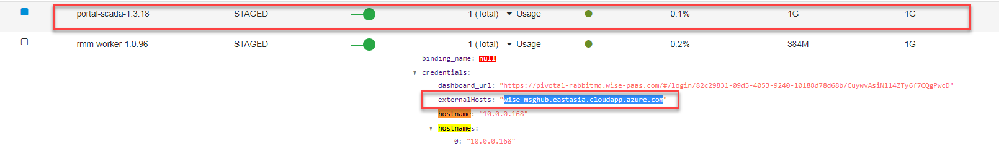 portal-scada-1.3.18 STAGED 1 (Total) Usage 0.1% 1G 1G
rmm-worker-1.0.96 STAGED 1 (Total) Usage 0.2% 384M 1G
binding_name: null
credentials:
dashboard_url: "https://pivotal-rabbitmq.wise-paas.com/#/login/82c29831-09d5-4053-9240-10188d78d68b/CuywvAsiN114ZTy6f7CQgPwcD"
externalHosts: "wise-msghub.eastasia.cloudapp.azure.com"
hostname: "10.0.0.168"
hostnames:
0: "10.0.0.168"